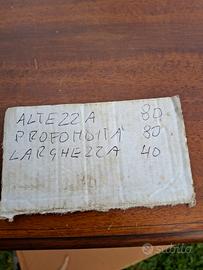 ALTEZZA 80
PROFONDITA' 80
LARGHEZZA 40
subito